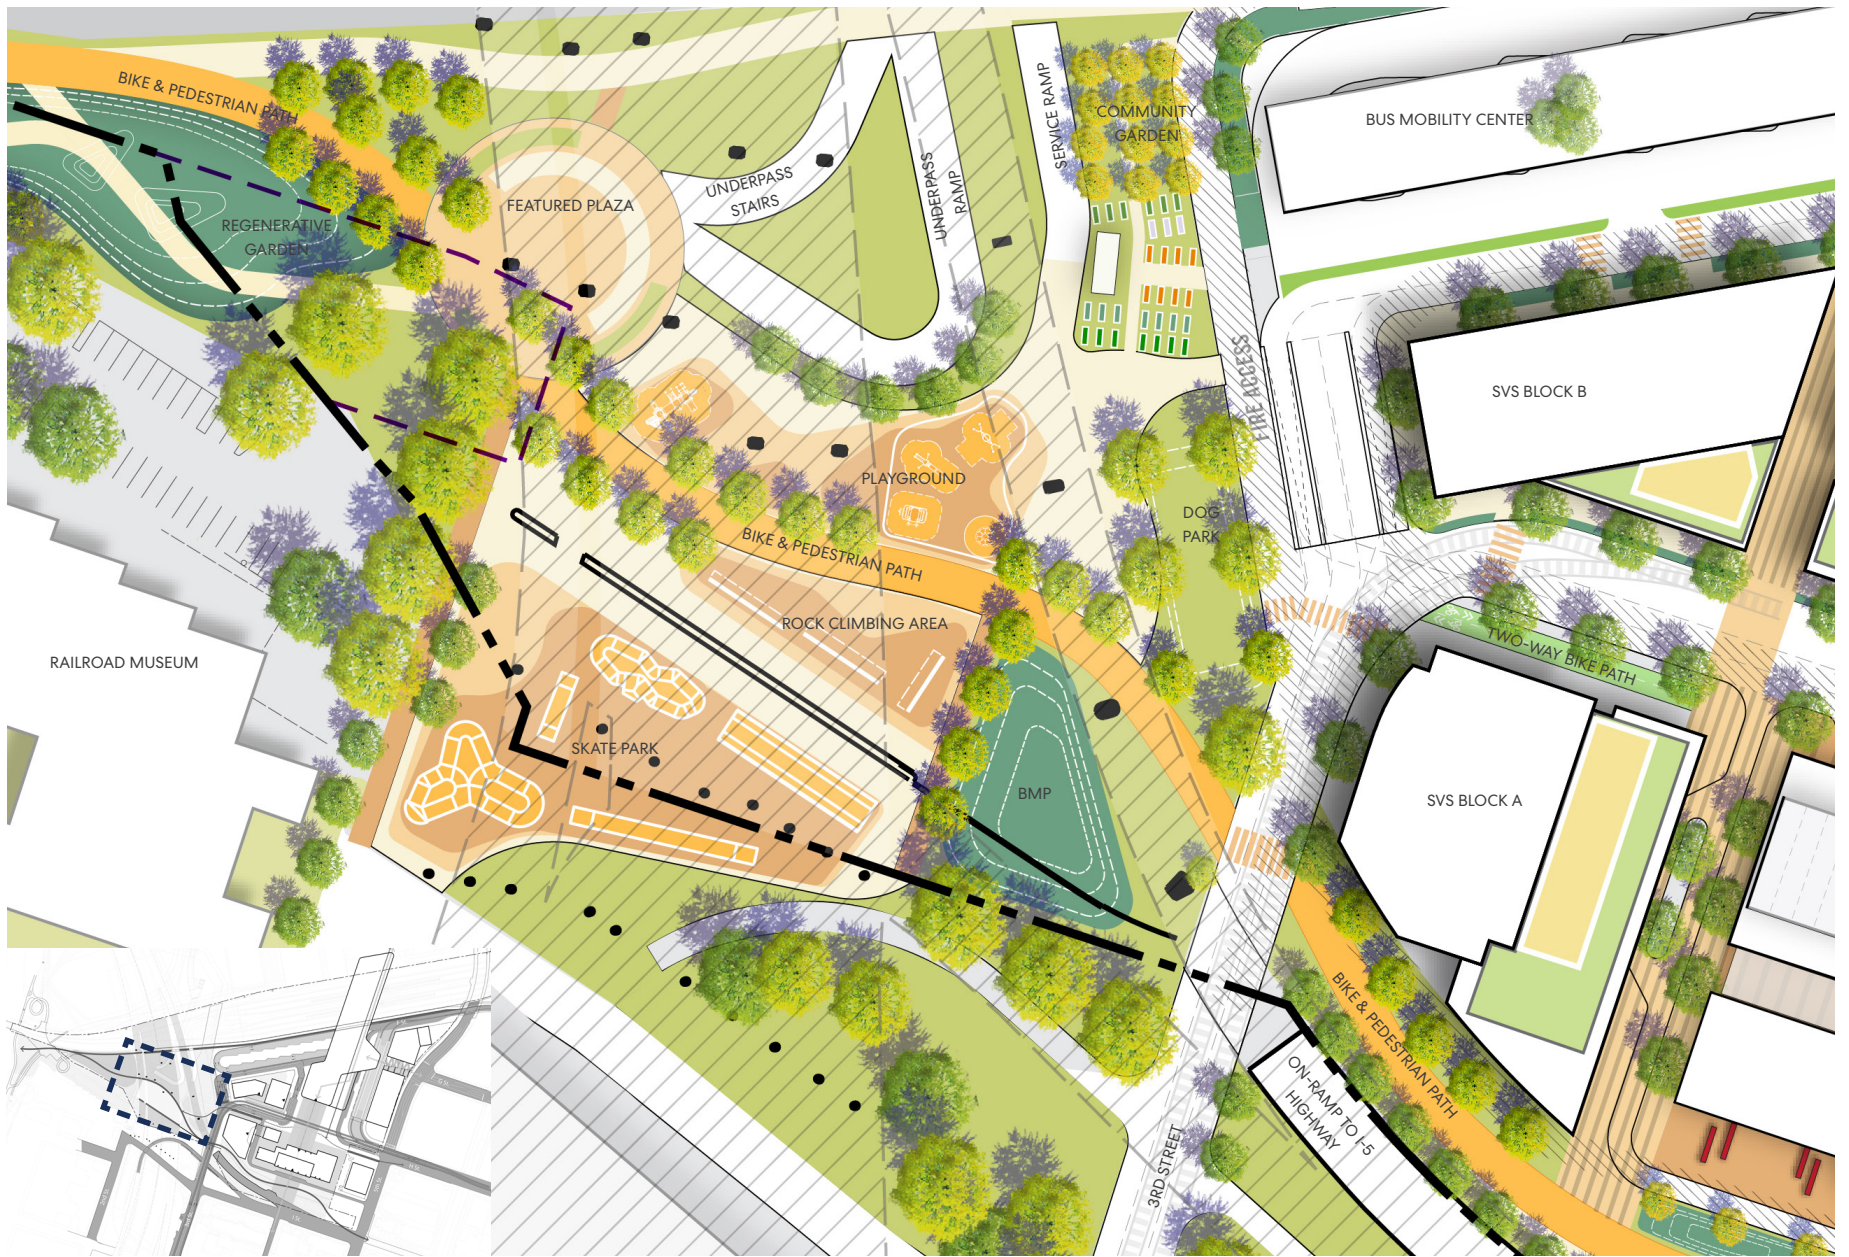 BIKE & PEDESTRIAN PATH
REGENERATIVE
GARDEN
FEATURED PLAZA
UNDERPASS
STAIRS
UNDERPASS
RAMP
SERVICE RAMP
COMMUNITY
GARDEN
BUS MOBILITY CENTER
FIRE ACCESS
SVS BLOCK B
PLAYGROUND
DOG
PARK
BIKE & PEDESTRIAN PATH
ROCK CLIMBING AREA
RAILROAD MUSEUM
TWO-WAY BIKE PATH
SKATE PARK
BMP
SVS BLOCK A
BIKE & PEDESTRIAN PATH
ON-RAMP TO I-5
HIGHWAY
3RD STREET